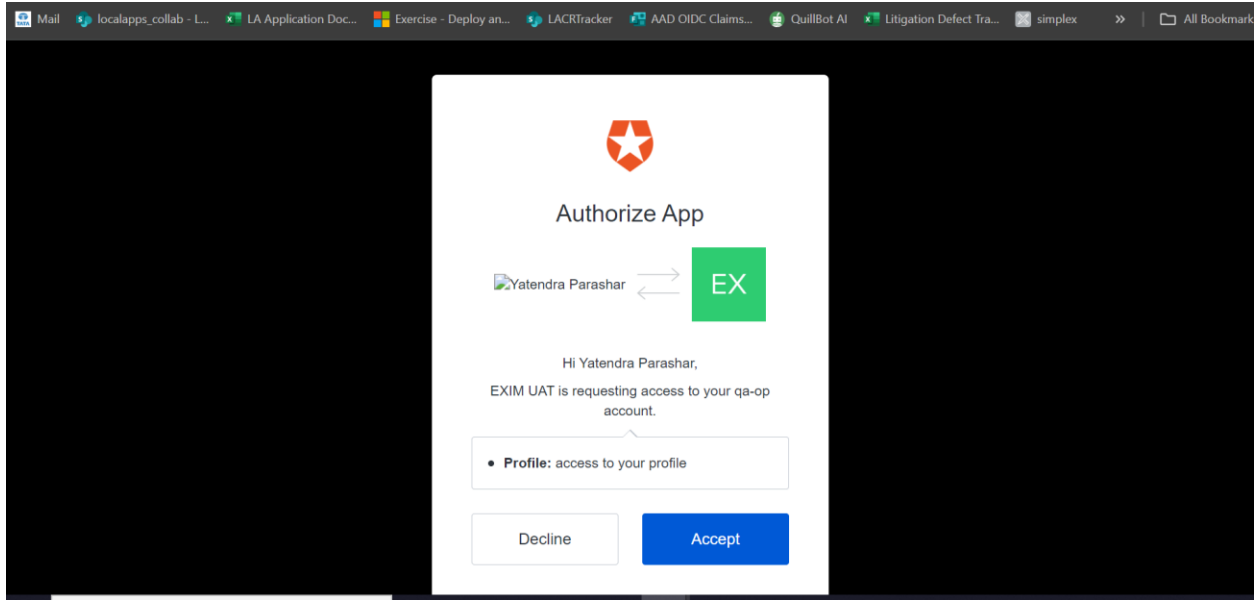 Mail localapps_collab - L... LA Application Doc... Exercise - Deploy an... LACRTracker AAD OIDC Claims... QuillBot AI Litigation Defect Tra... simplex » All Bookmark
TATA
Authorize App
Yatendra Parashar EX
Hi Yatendra Parashar,
EXIM UAT is requesting access to your qa-op
account.
• Profile: access to your profile
Decline Accept